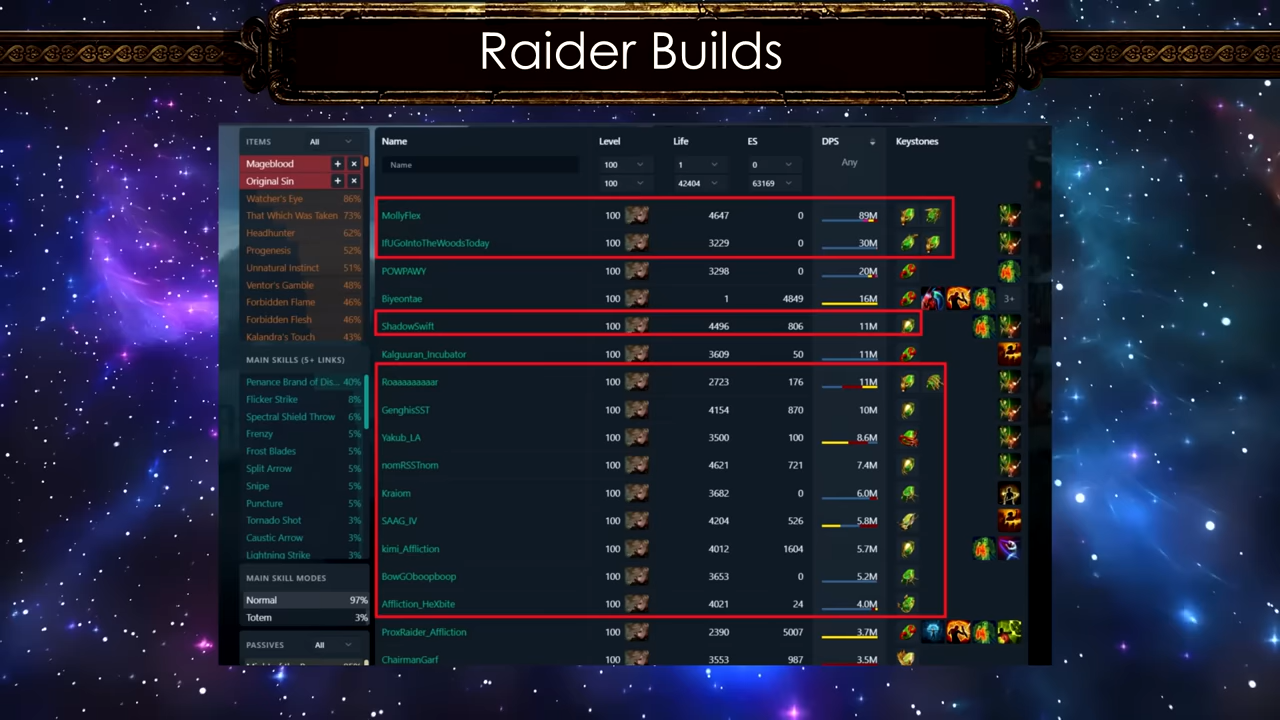 Raider Builds
ITEMS All Name Level Life ES DPS Keystones
Mageblood + × Name 100 1 0 Any
Original Sin + × 100 42404 63169
Watcher's Eye 86%
That Which Was Taken 73%
Headhunter 62%
Progenesis 52%
Unnatural Instinct 51%
Ventor's Gamble 48%
Forbidden Flame 46%
Forbidden Flesh 46%
Kalandra's Touch 43%
MAIN SKILLS (5+ LINKS)
Penance Brand of Dis... 40%
Flicker Strike 8%
Spectral Shield Throw 6%
Frenzy 5%
Frost Blades 5%
Split Arrow 5%
Snipe 5%
Puncture 5%
Tornado Shot 3%
Caustic Arrow 3%
Lightning Strike 3%
MAIN SKILL MODES
Normal 97%
Totem 3%
PASSIVES All
MollyFlex 100 4647 0 89M
IfUGoIntoTheWoodsToday 100 3229 0 30M
POWPAWY 100 3298 0 20M
Biyeontae 100 1 4849 16M 3+
ShadowSwift 100 4496 806 11M
Kalguuran_Incubator 100 3609 50 11M
Roaaaaaaaar 100 2723 176 11M
GenghisSST 100 4154 870 10M
Yakub_LA 100 3500 100 8.6M
nomRSSTnom 100 4621 721 7.4M
Kraiom 100 3682 0 6.0M
SAAG_IV 100 4204 526 5.8M
kimi_Affliction 100 4012 1604 5.7M
BowGOboopboop 100 3653 0 5.2M
Affliction_HeXbite 100 4021 24 4.0M
ProxRaider_Affliction 100 2390 5007 3.7M
ChairmanGarf 100 3553 987 3.5M